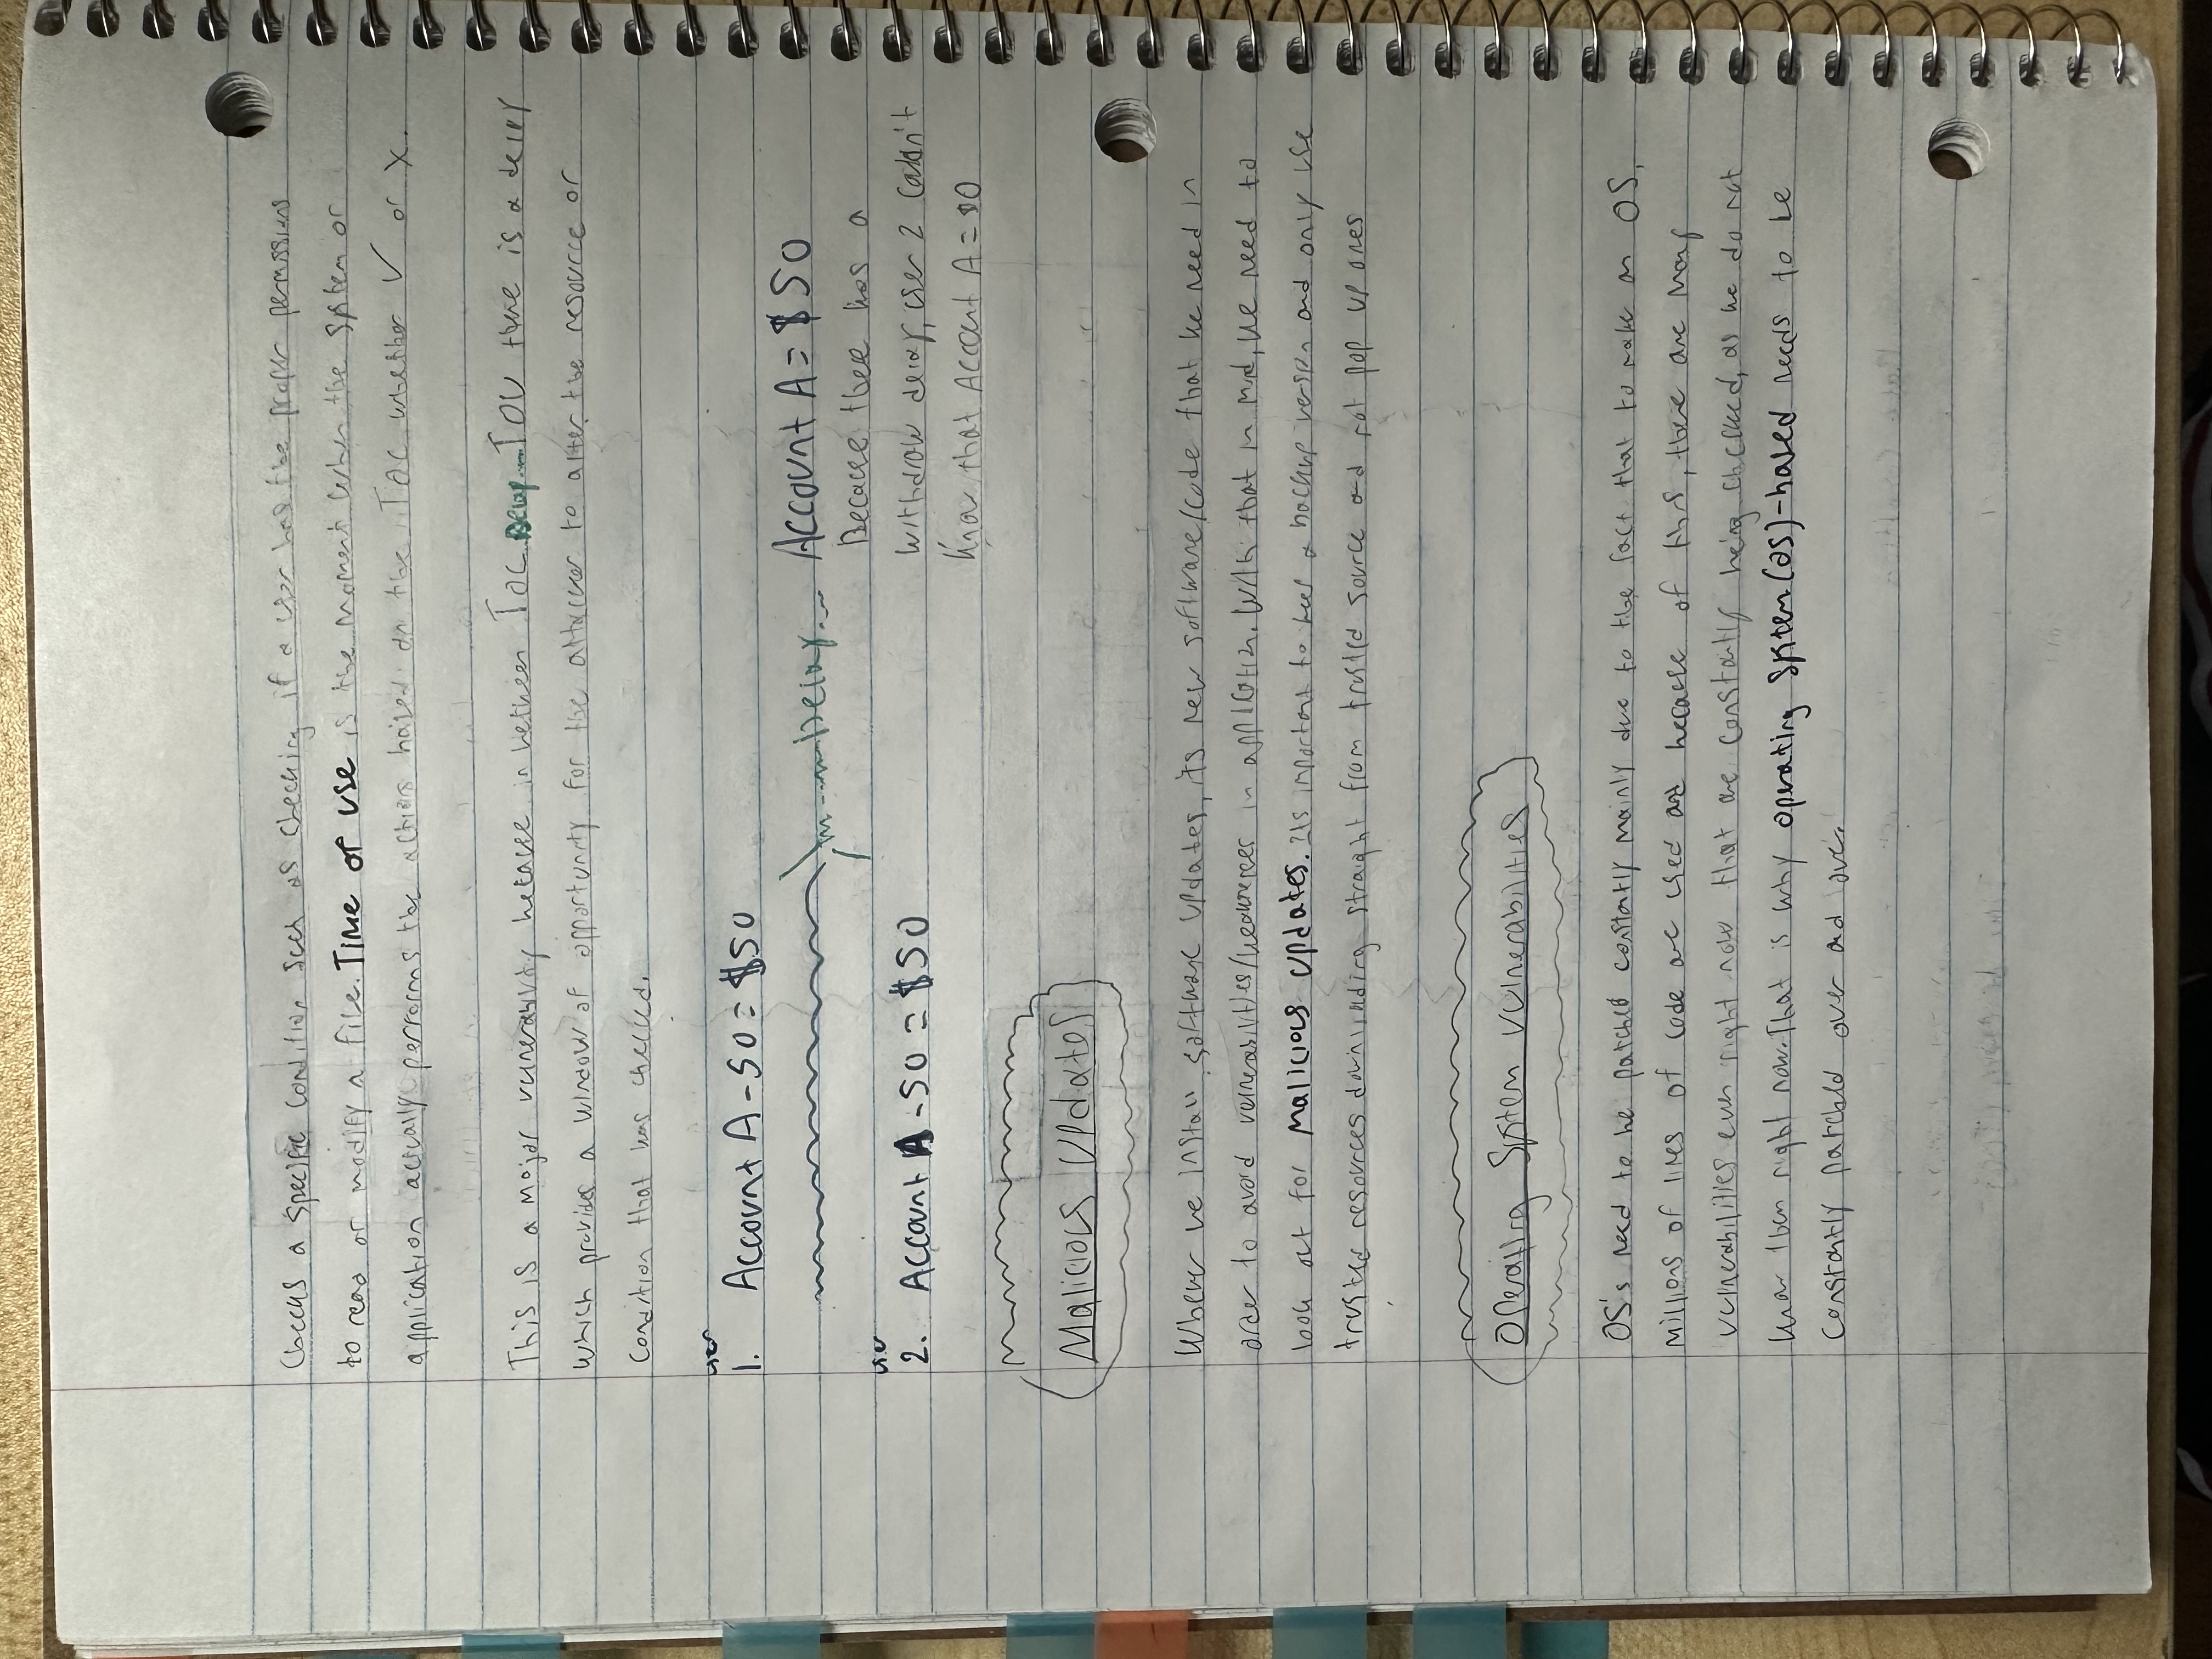 Checks a specific condition such as checking if a user has the proper permissions
to read or modify a file. Time of use is the moment when the system or
application actually performs the actions based on the TOC whether ✓ or X.
This is a major vulnerability because in between TOC Delay TOU there is a delay
which provides a window of opportunity for the attacker to alter the resource or
condition that was checked.
user
1. Account A - 50 = $50
Delay
Account A = $50
Because there was a
user
2. Account A - 50 = $50
withdraw delay, user 2 couldn't
know that Account A = $0
Malicious Updates
When we install software updates, its new software/code that we need in
order to avoid vulnerabilities/weaknesses in application. With that in mind, we need to
look out for malicious updates. Its important to keep a backup version and only use
trusted resources downloading straight from trusted source and not pop up ones
Operating System Vulnerabilities
OS's need to be patched constantly mainly due to the fact that to make an OS,
millions of lines of code are used and because of this, there are many
vulnerabilities even right now that are constantly being checked, as we do not
know them right now. That is why operating system (OS)-based needs to be
constantly patched over and over.